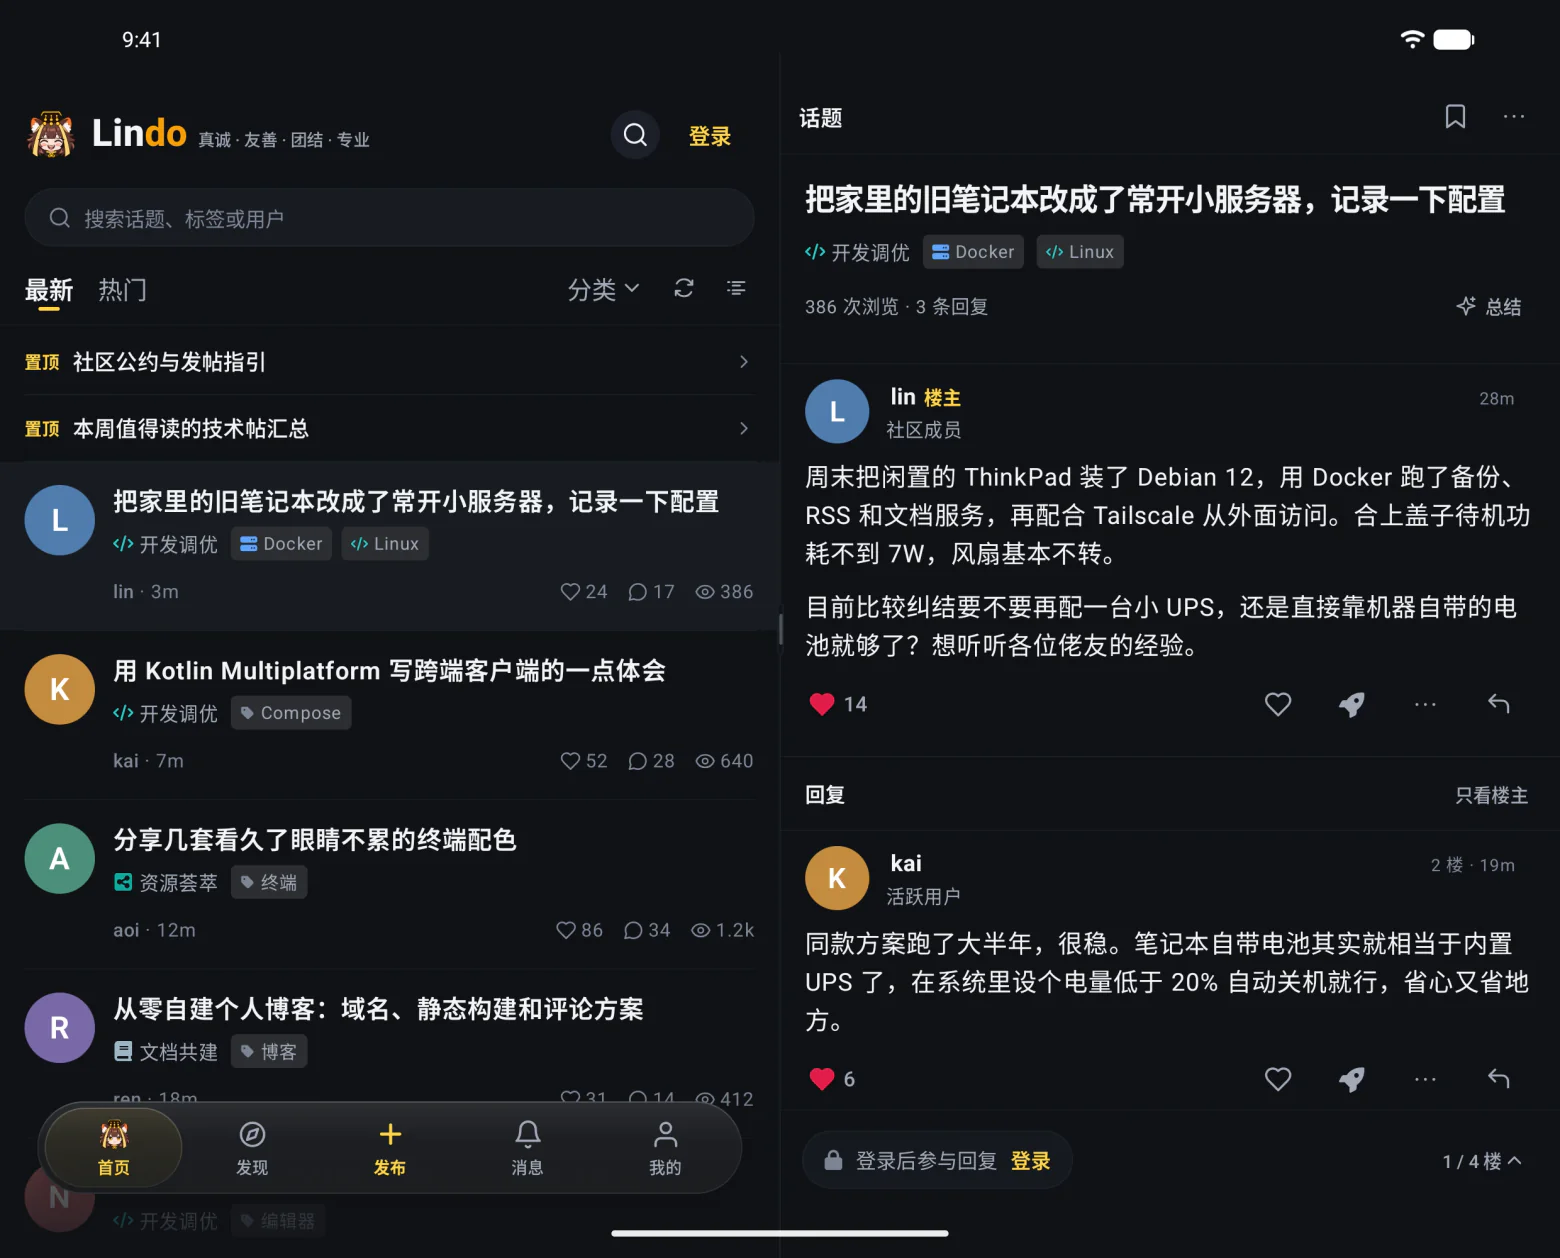 9:41
Lindo 真诚 · 友善 · 团结 · 专业
登录
搜索话题、标签或用户
最新 热门 分类
置顶 社区公约与发帖指引
置顶 本周值得读的技术帖汇总
L
把家里的旧笔记本改成了常开小服务器，记录一下配置
</> 开发调优 Docker </> Linux
lin · 3m 24 17 386
K
用 Kotlin Multiplatform 写跨端客户端的一点体会
</> 开发调优 Compose
kai · 7m 52 28 640
A
分享几套看久了眼睛不累的终端配色
资源荟萃 终端
aoi · 12m 86 34 1.2k
R
从零自建个人博客：域名、静态构建和评论方案
文档共建 博客
ren · 18m 31 14 412
首页 发现 发布 消息 我的
N
</> 开发调优 编辑器
话题
···
把家里的旧笔记本改成了常开小服务器，记录一下配置
</> 开发调优 Docker </> Linux
386 次浏览 · 3 条回复 总结
L
lin 楼主 28m
社区成员
周末把闲置的 ThinkPad 装了 Debian 12，用 Docker 跑了备份、
RSS 和文档服务，再配合 Tailscale 从外面访问。合上盖子待机功
耗不到 7W，风扇基本不转。
目前比较纠结要不要再配一台小 UPS，还是直接靠机器自带的电
池就够了？想听听各位佬友的经验。
14 ···
回复 只看楼主
K
kai 2 楼 · 19m
活跃用户
同款方案跑了大半年，很稳。笔记本自带电池其实就相当于内置
UPS 了，在系统里设个电量低于 20% 自动关机就行，省心又省地
方。
6 ···
登录后参与回复 登录 1 / 4 楼